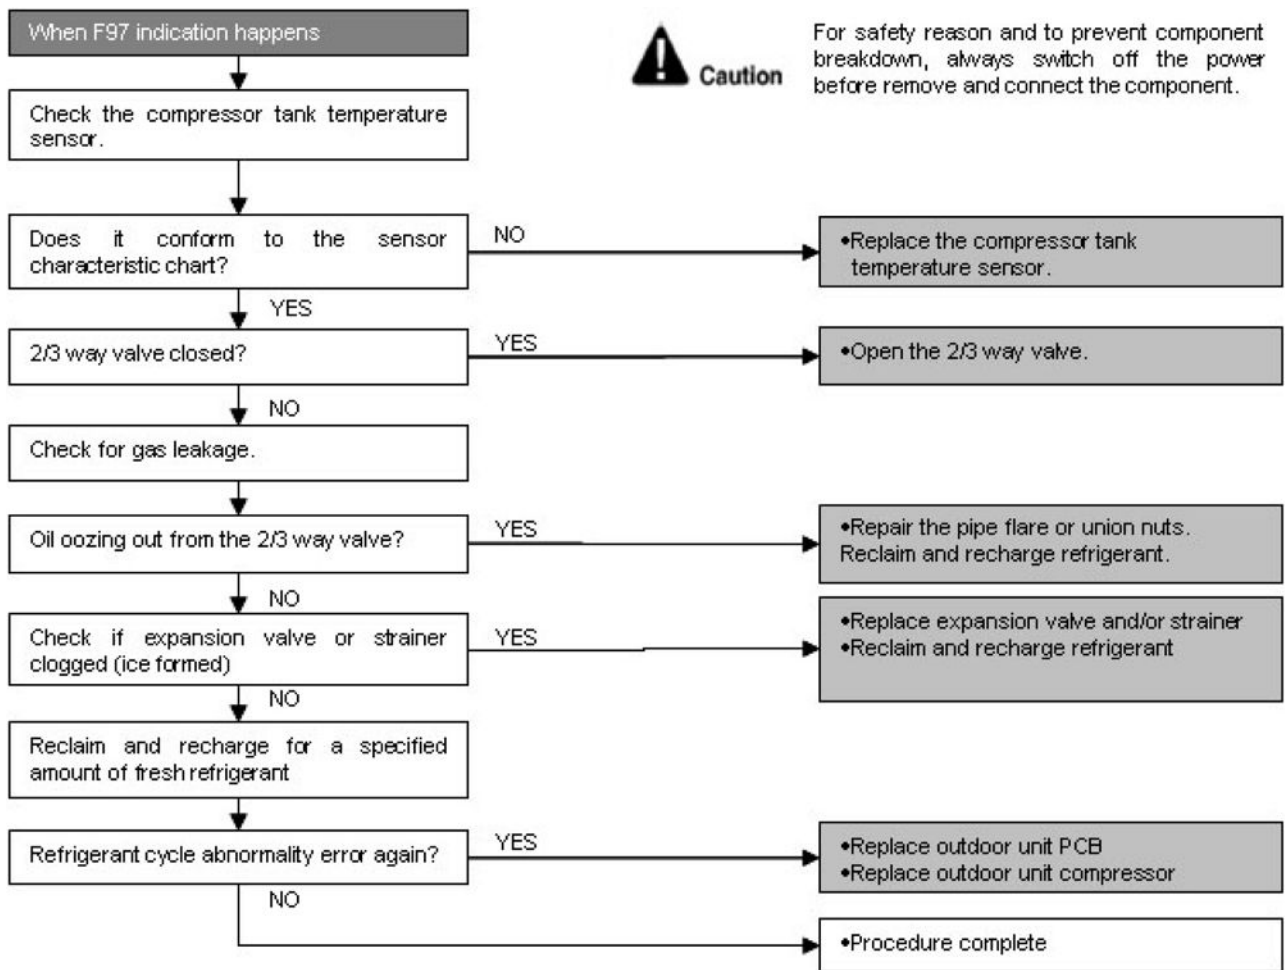 When F97 indication happens
Caution
For safety reason and to prevent component
breakdown, always switch off the power
before remove and connect the component.
Check the compressor tank temperature
sensor.
Does it conform to the sensor
characteristic chart?
NO
•Replace the compressor tank
temperature sensor.
YES
2/3 way valve closed?
YES
•Open the 2/3 way valve.
NO
Check for gas leakage.
Oil oozing out from the 2/3 way valve?
YES
•Repair the pipe flare or union nuts.
Reclaim and recharge refrigerant.
NO
Check if expansion valve or strainer
clogged (ice formed)
YES
•Replace expansion valve and/or strainer
•Reclaim and recharge refrigerant
NO
Reclaim and recharge for a specified
amount of fresh refrigerant
Refrigerant cycle abnormality error again?
YES
•Replace outdoor unit PCB
•Replace outdoor unit compressor
NO
•Procedure complete